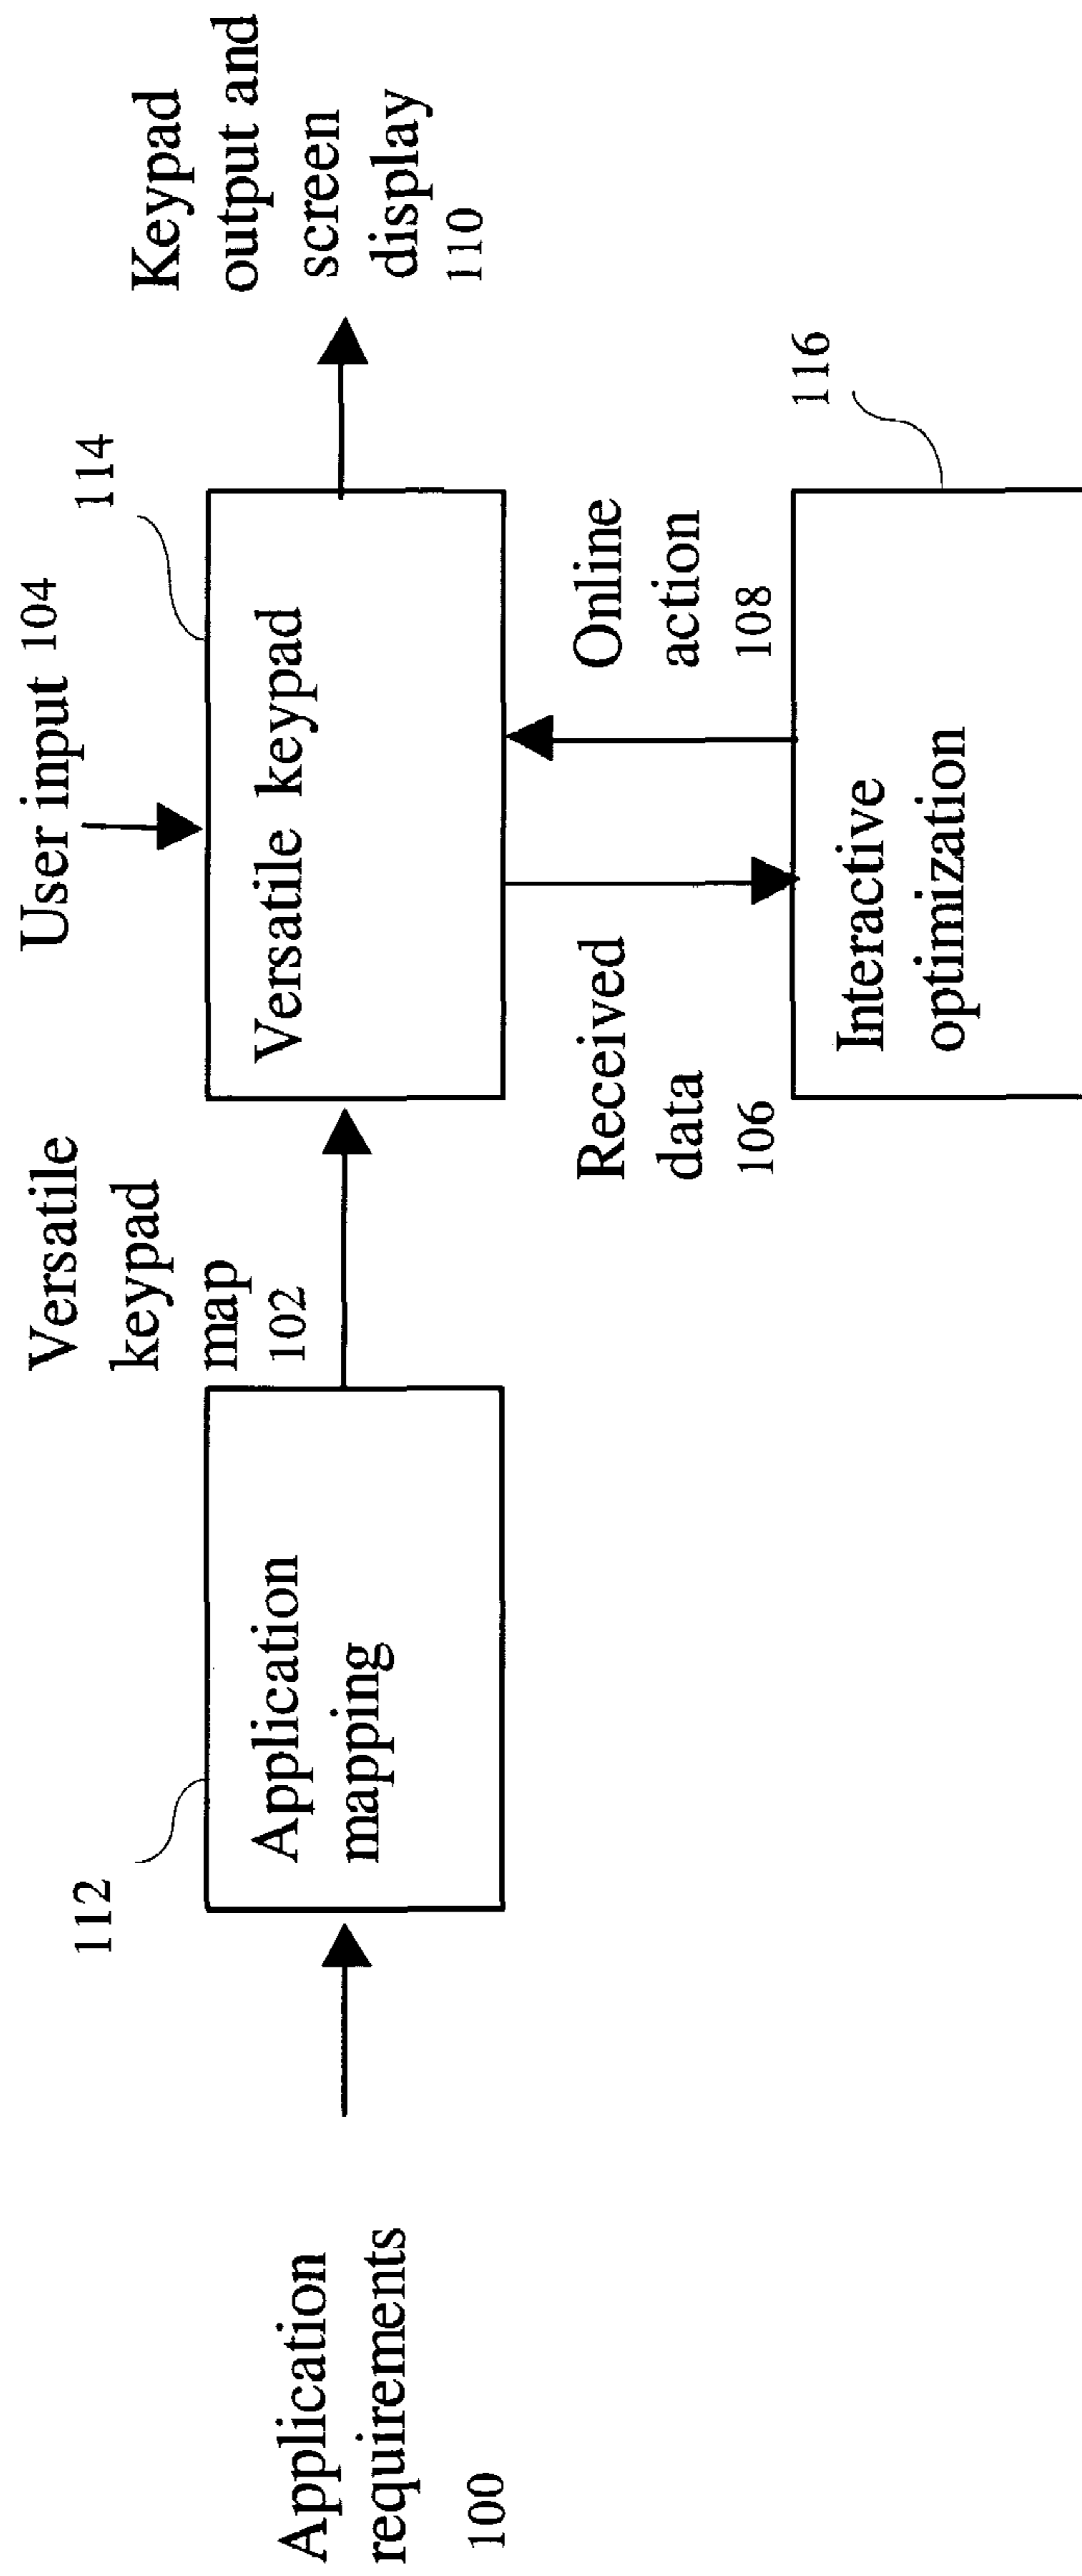 Application
requirements
100
112
Application
mapping
Versatile
keypad
map
102
User input 104
114
Versatile keypad
Keypad
output and
screen
display
110
Received
data
106
Online
action
108
116
Interactive
optimization